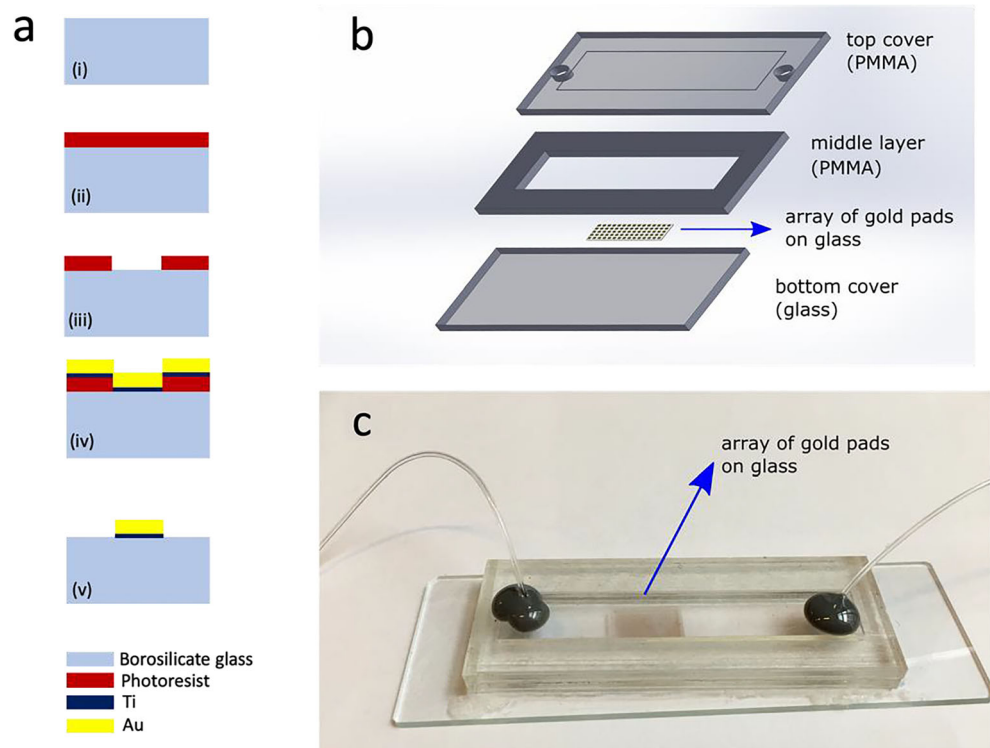 a
(i)
(ii)
(iii)
(iv)
(v)
Borosilicate glass
Photoresist
Ti
Au
b
top cover
(PMMA)
middle layer
(PMMA)
array of gold pads
on glass
bottom cover
(glass)
c
array of gold pads
on glass